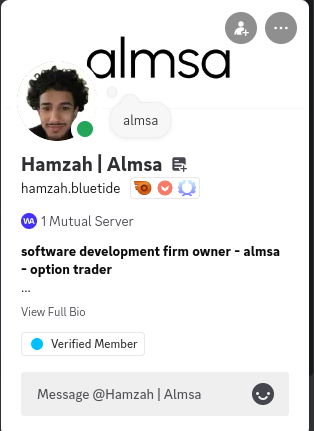 almsa
almsa
Hamzah | Almsa
hamzah.bluetide
WA 1 Mutual Server
software development firm owner - almsa
- option trader
...
View Full Bio
Verified Member
Message @Hamzah | Almsa